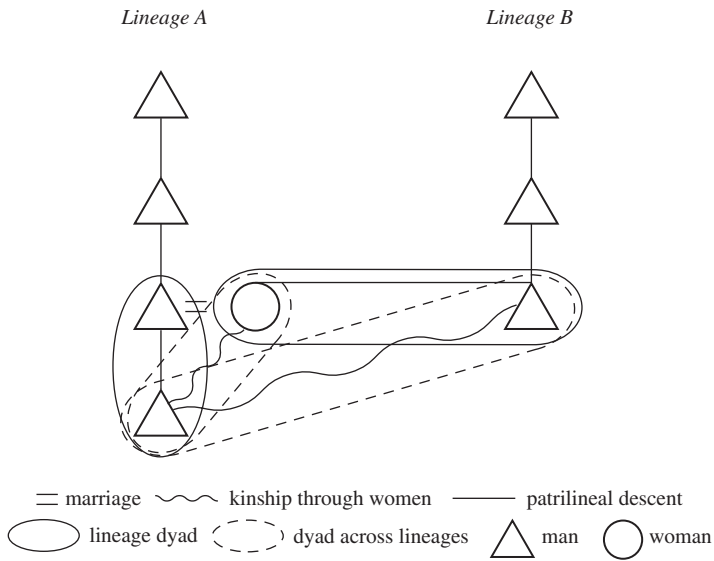 Lineage A
Lineage B
marriage
kinship through women
patrilineal descent
lineage dyad
dyad across lineages
man
woman